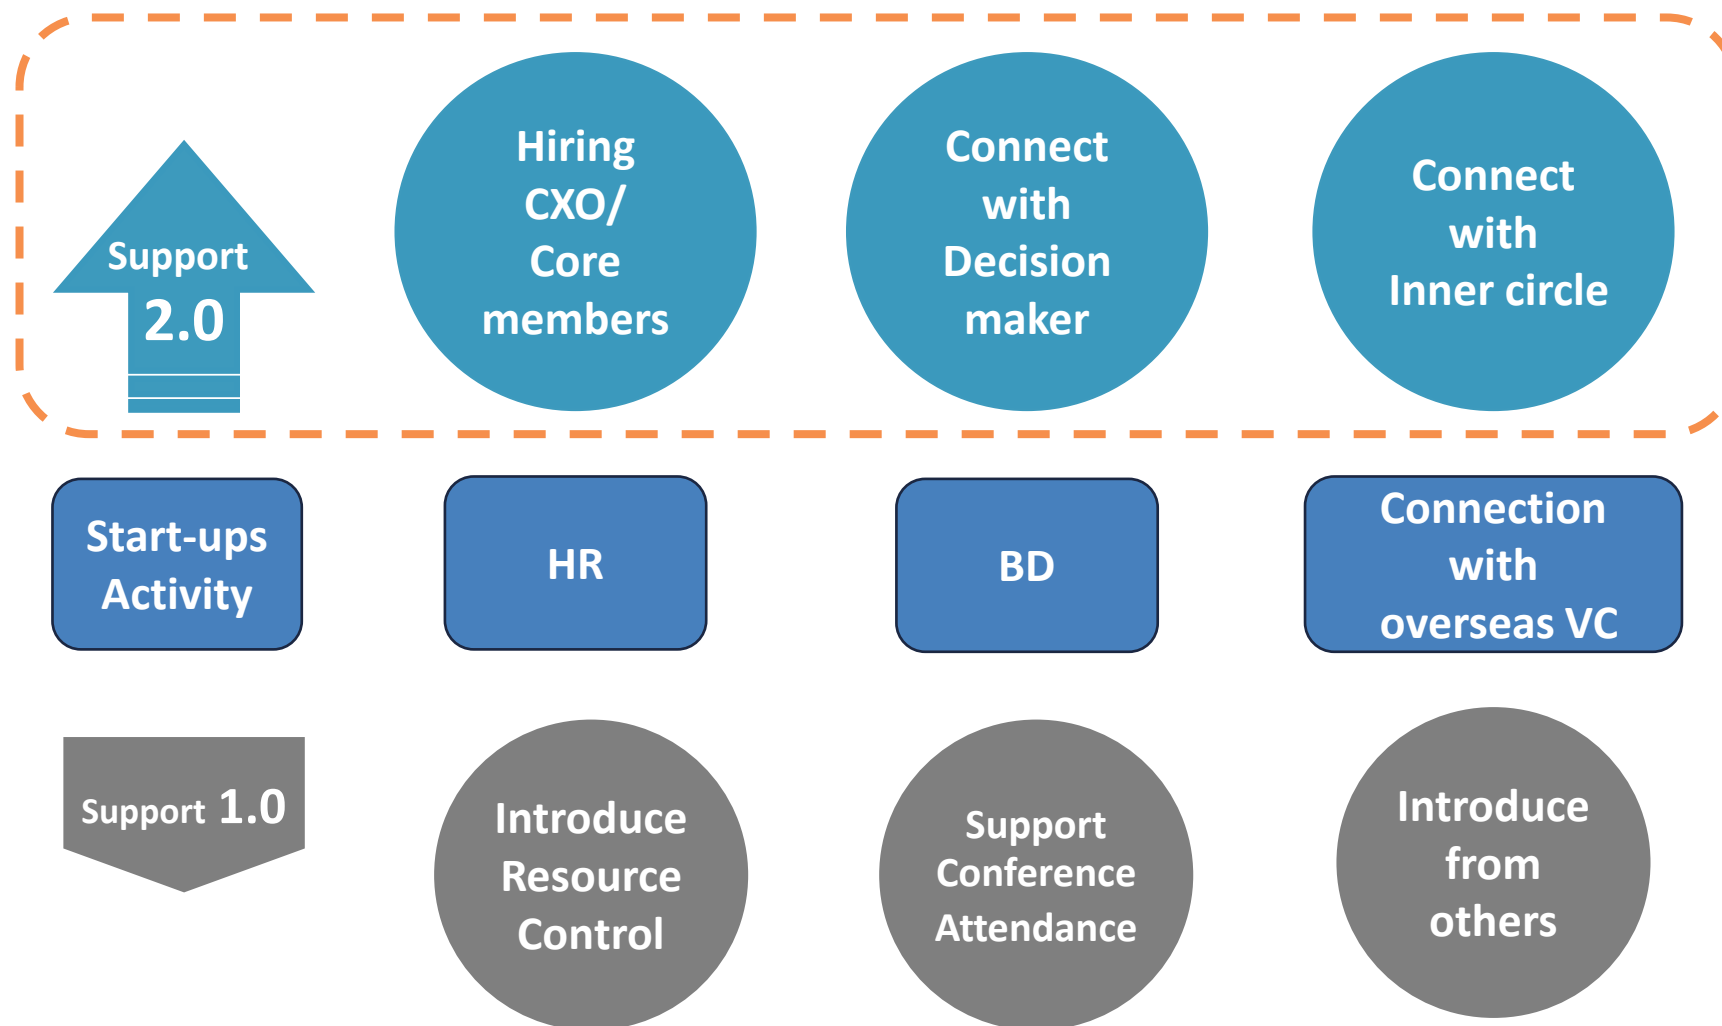 Support
2.0
Hiring
CXO/
Core
members
Connect
with
Decision
maker
Connect
with
Inner circle
Start-ups
Activity
HR
BD
Connection
with
overseas VC
Support 1.0
Introduce
Resource
Control
Support
Conference
Attendance
Introduce
from
others